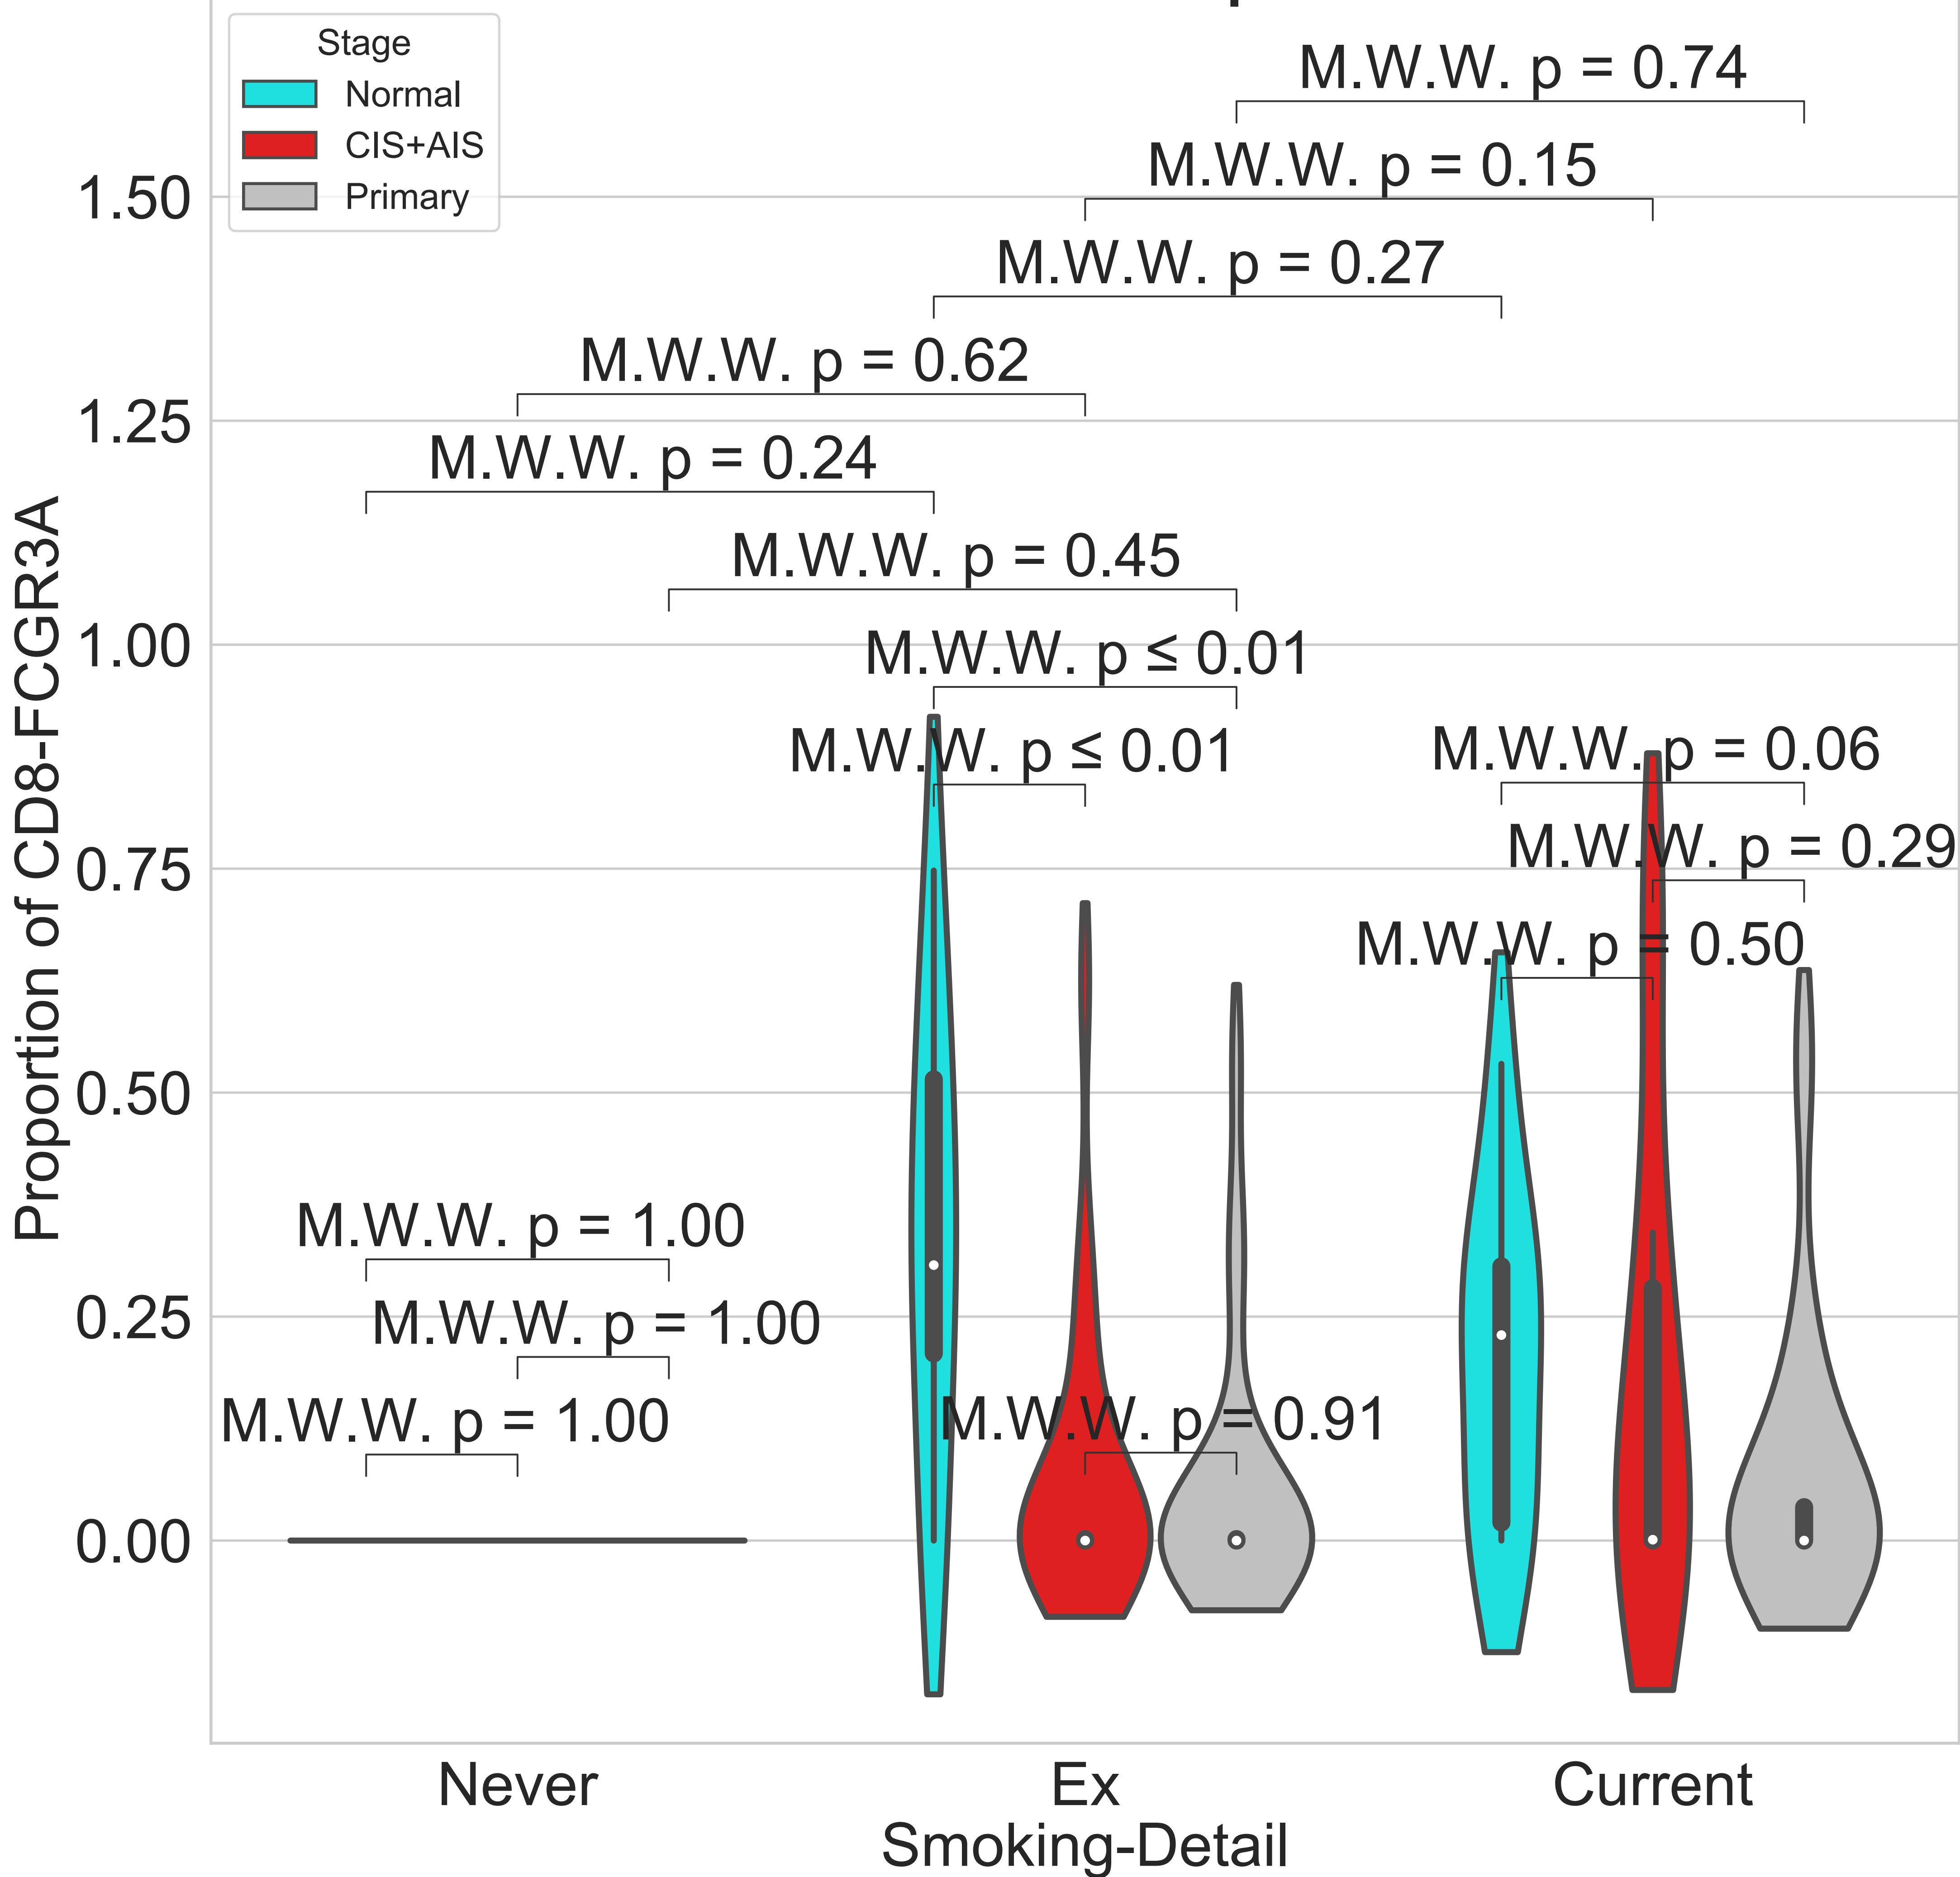 Stage
Normal
CIS+AIS
Primary
M.W.W. p = 0.74
M.W.W. p = 0.15
M.W.W. p = 0.27
M.W.W. p = 0.62
M.W.W. p = 0.24
M.W.W. p = 0.45
M.W.W. p ≤ 0.01
M.W.W. p ≤ 0.01
M.W.W. p = 0.06
M.W.W. p = 0.29
M.W.W. p = 0.50
M.W.W. p = 1.00
M.W.W. p = 1.00
M.W.W. p = 1.00
M.W.W. p = 0.91
1.50
1.25
1.00
0.75
0.50
0.25
0.00
Proportion of CD8-FCGR3A
Never
Ex
Current
Smoking-Detail